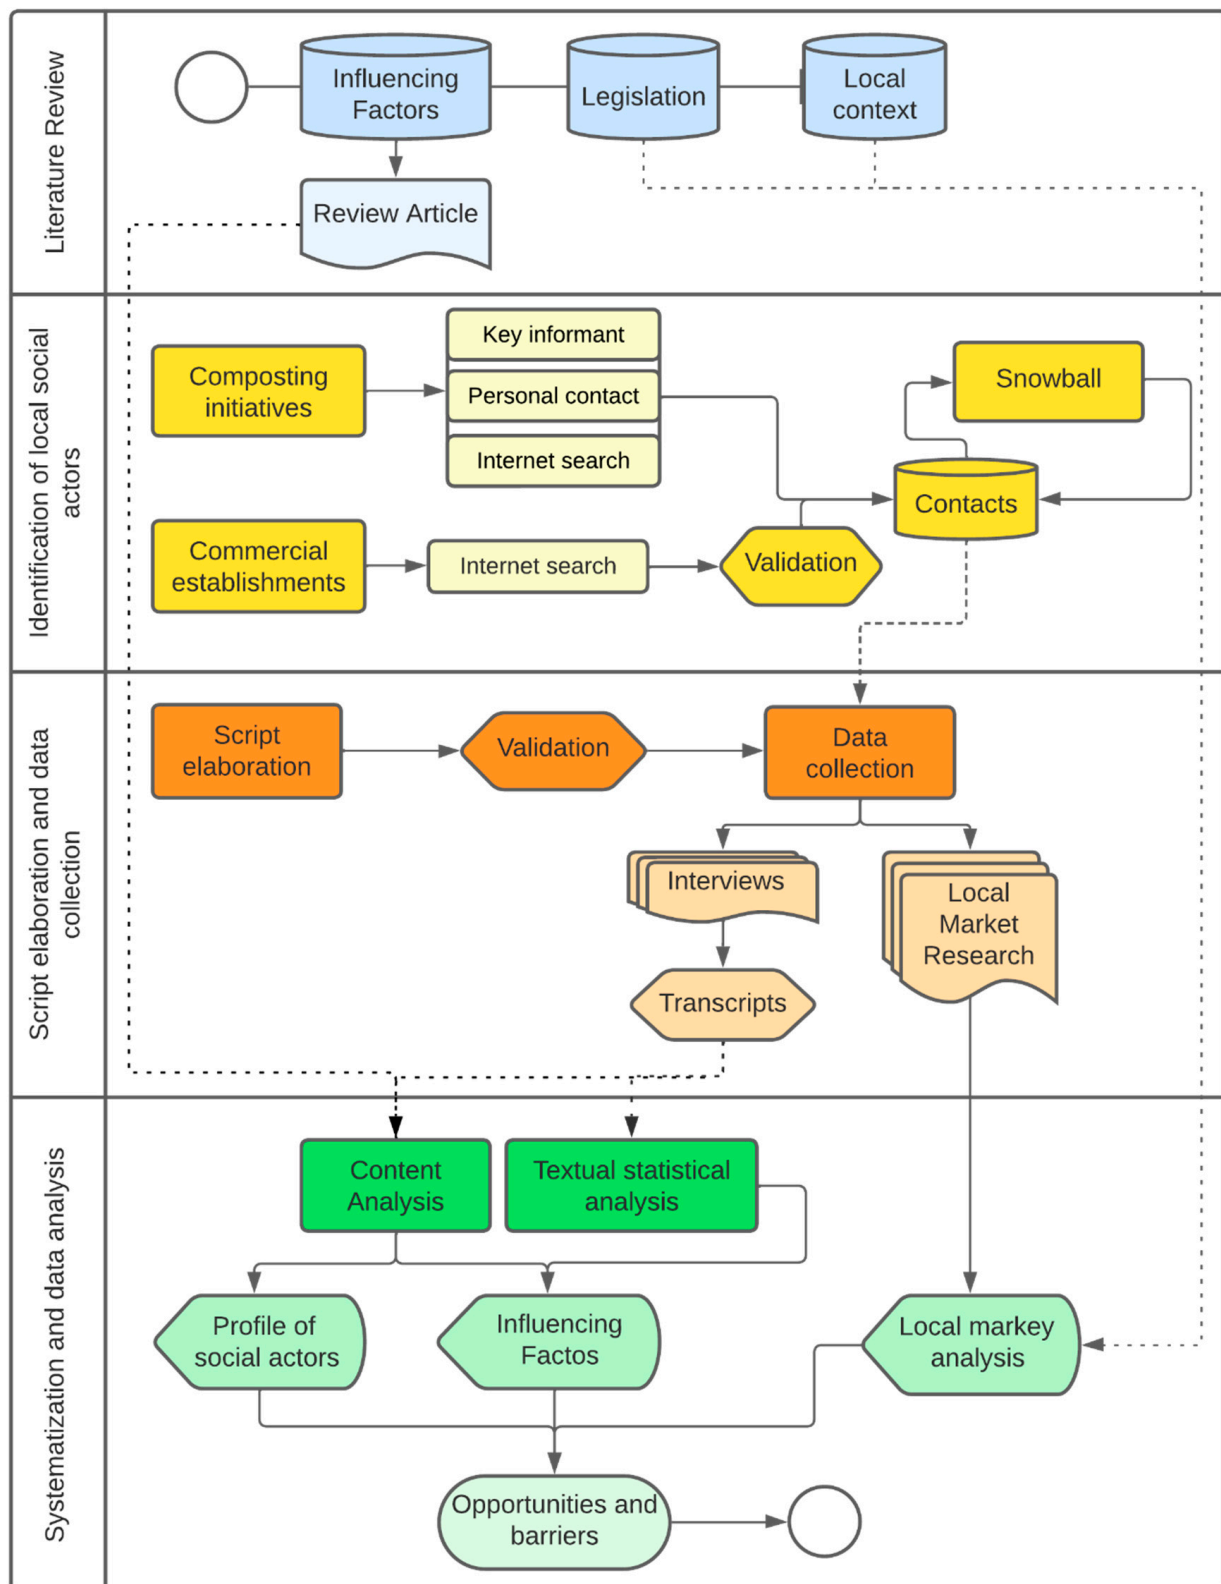 Literature Review
Influencing
Factors
Legislation
Local
context
Review Article
Identification of local social
actors
Composting
initiatives
Key informant
Personal contact
Internet search
Snowball
Contacts
Commercial
establishments
Internet search
Validation
Script elaboration and data
collection
Script
elaboration
Validation
Data
collection
Interviews
Local
Market
Research
Transcripts
Systematization and data analysis
Content
Analysis
Textual statistical
analysis
Profile of
social actors
Influencing
Factos
Local markey
analysis
Opportunities and
barriers